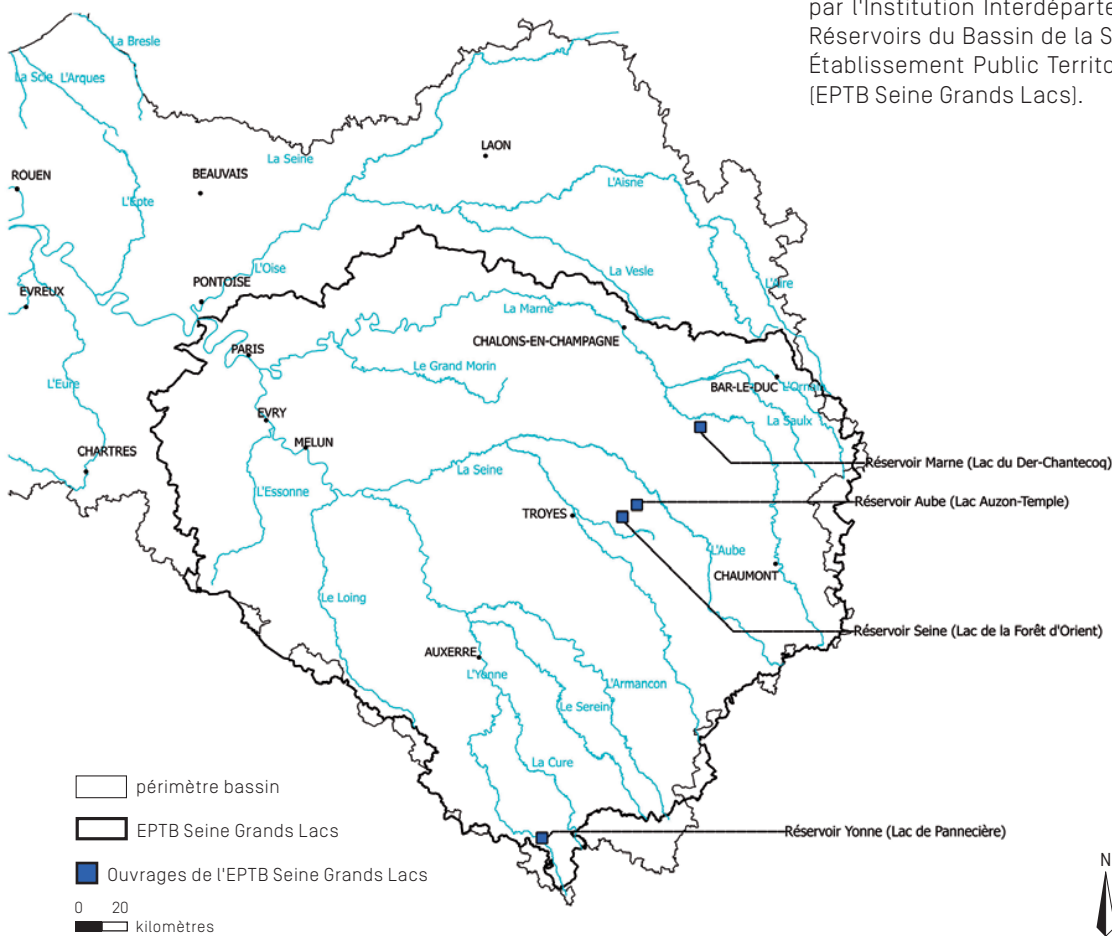 par l'Institution Interdéparte
Réservoirs du Bassin de la S
Établissement Public Territo
(EPTB Seine Grands Lacs).
La Bresle
La Scie
L'Arques
LAON
La Seine
ROUEN
BEAUVAIS
L'Aisne
L'Epte
L'Oise
La Vesle
PONTOISE
L'Aire
EVREUX
La Marne
CHALONS-EN-CHAMPAGNE
PARIS
Le Grand Morin
L'Eure
BAR-LE-DUC
L'Ornain
EVRY
La Saulx
MELUN
CHARTRES
Réservoir Marne (Lac du Der-Chantecoq)
La Seine
L'Essonne
Réservoir Aube (Lac Auzon-Temple)
TROYES
L'Aube
CHAUMONT
Le Loing
Réservoir Seine (Lac de la Forêt d'Orient)
AUXERRE
L'Yonne
L'Armancon
Le Serein
La Cure
périmètre bassin
EPTB Seine Grands Lacs
Réservoir Yonne (Lac de Pannecière)
Ouvrages de l'EPTB Seine Grands Lacs
0 20
kilomètres
N